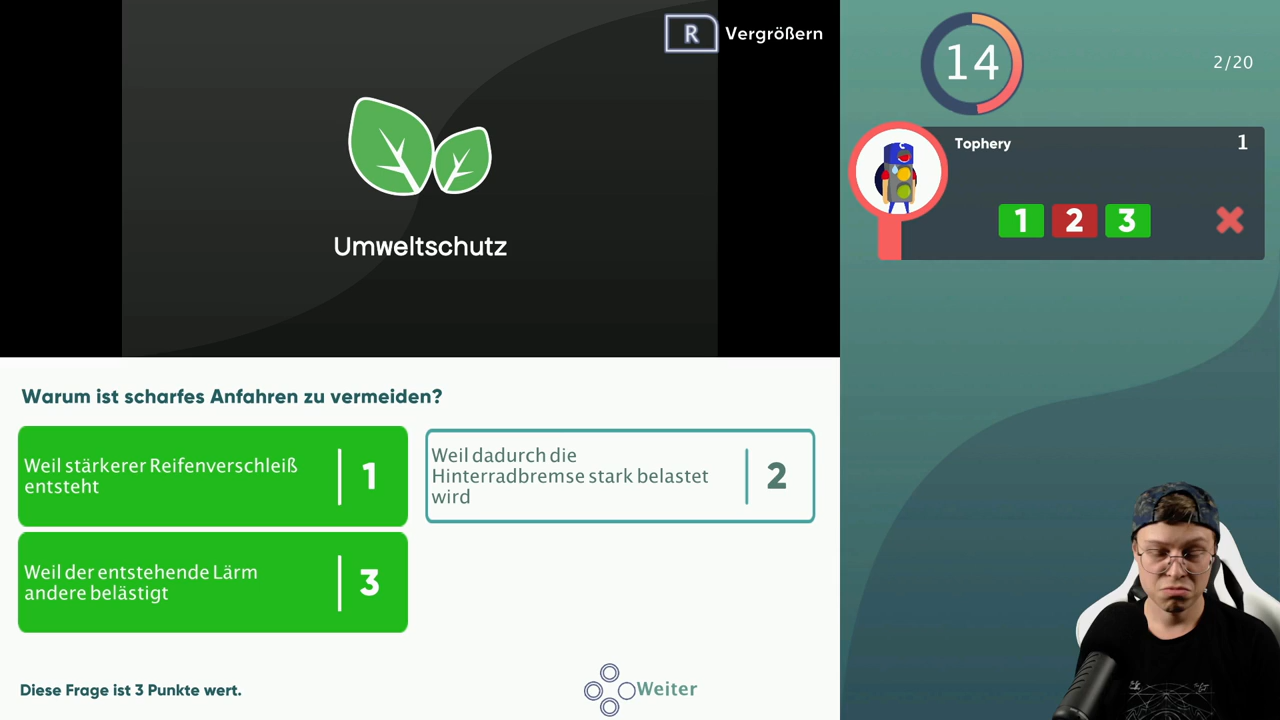 R Vergrößern
14
2/20
Umweltschutz
Tophery 1
1 2 3
Warum ist scharfes Anfahren zu vermeiden?
Weil stärkerer Reifenverschleiß
entsteht
1
Weil dadurch die
Hinterradbremse stark belastet
wird
2
Weil der entstehende Lärm
andere belästigt
3
Diese Frage ist 3 Punkte wert.
Weiter